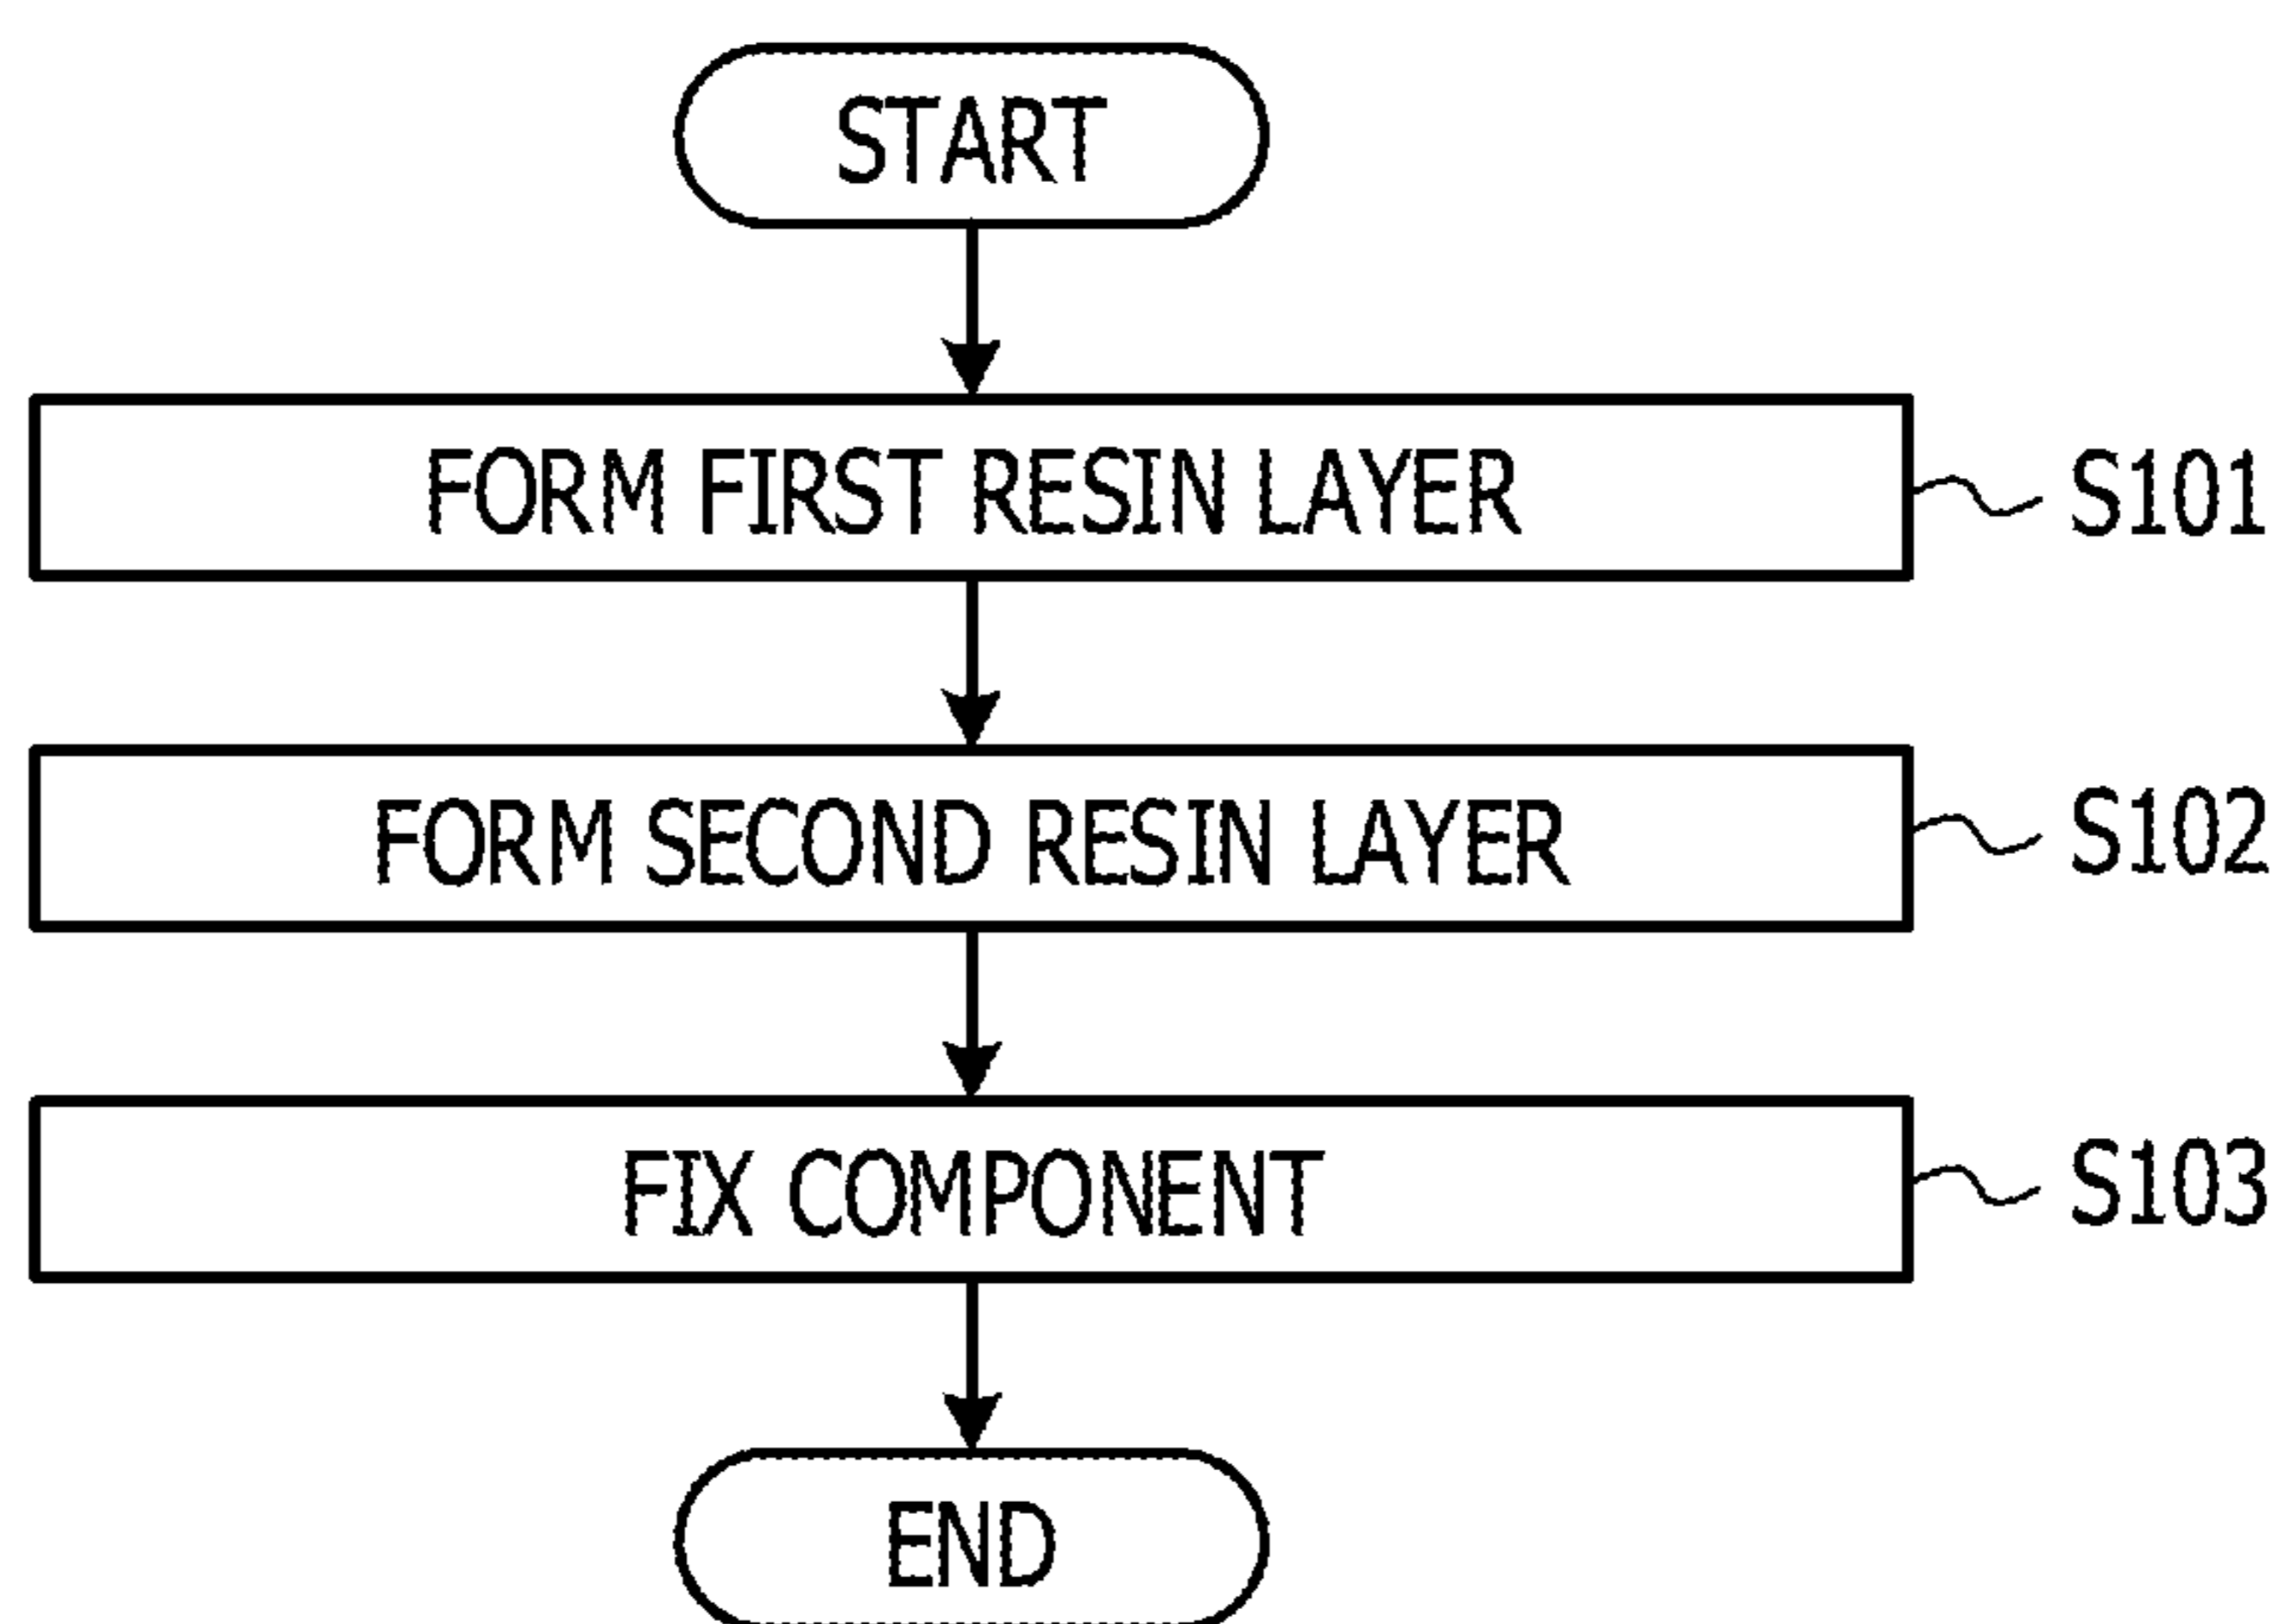 START
FORM FIRST RESIN LAYER
S101
FORM SECOND RESIN LAYER
S102
FIX COMPONENT
S103
END